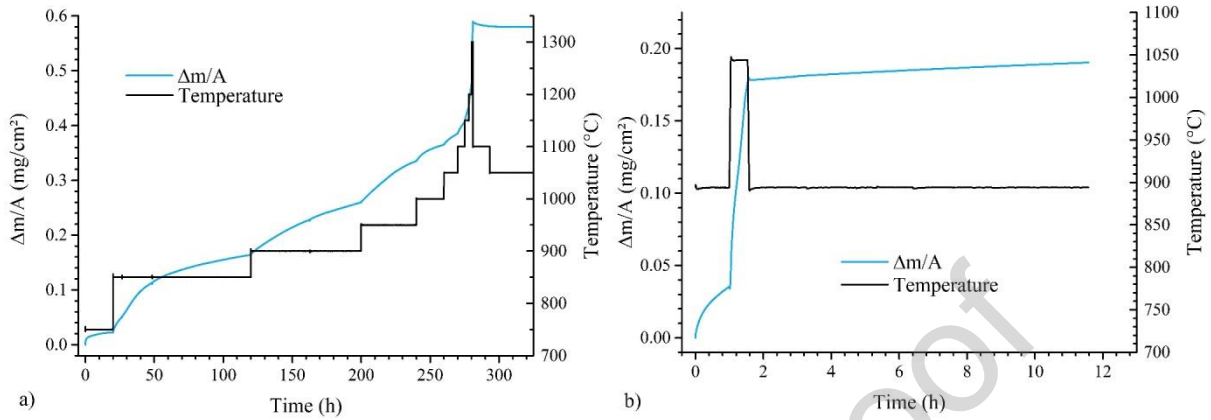 0.6
0.5
0.4
0.3
0.2
0.1
0.0
Δm/A (mg/cm²)
Δm/A
Temperature
1300
1200
1100
1000
900
800
700
Temperature (°C)
0 50 100 150 200 250 300
Time (h)
a)
0.20
0.15
0.10
0.05
0.00
Δm/A (mg/cm²)
Δm/A
Temperature
1100
1050
1000
950
900
850
800
750
700
Temperature (°C)
0 2 4 6 8 10 12
Time (h)
b)
oof